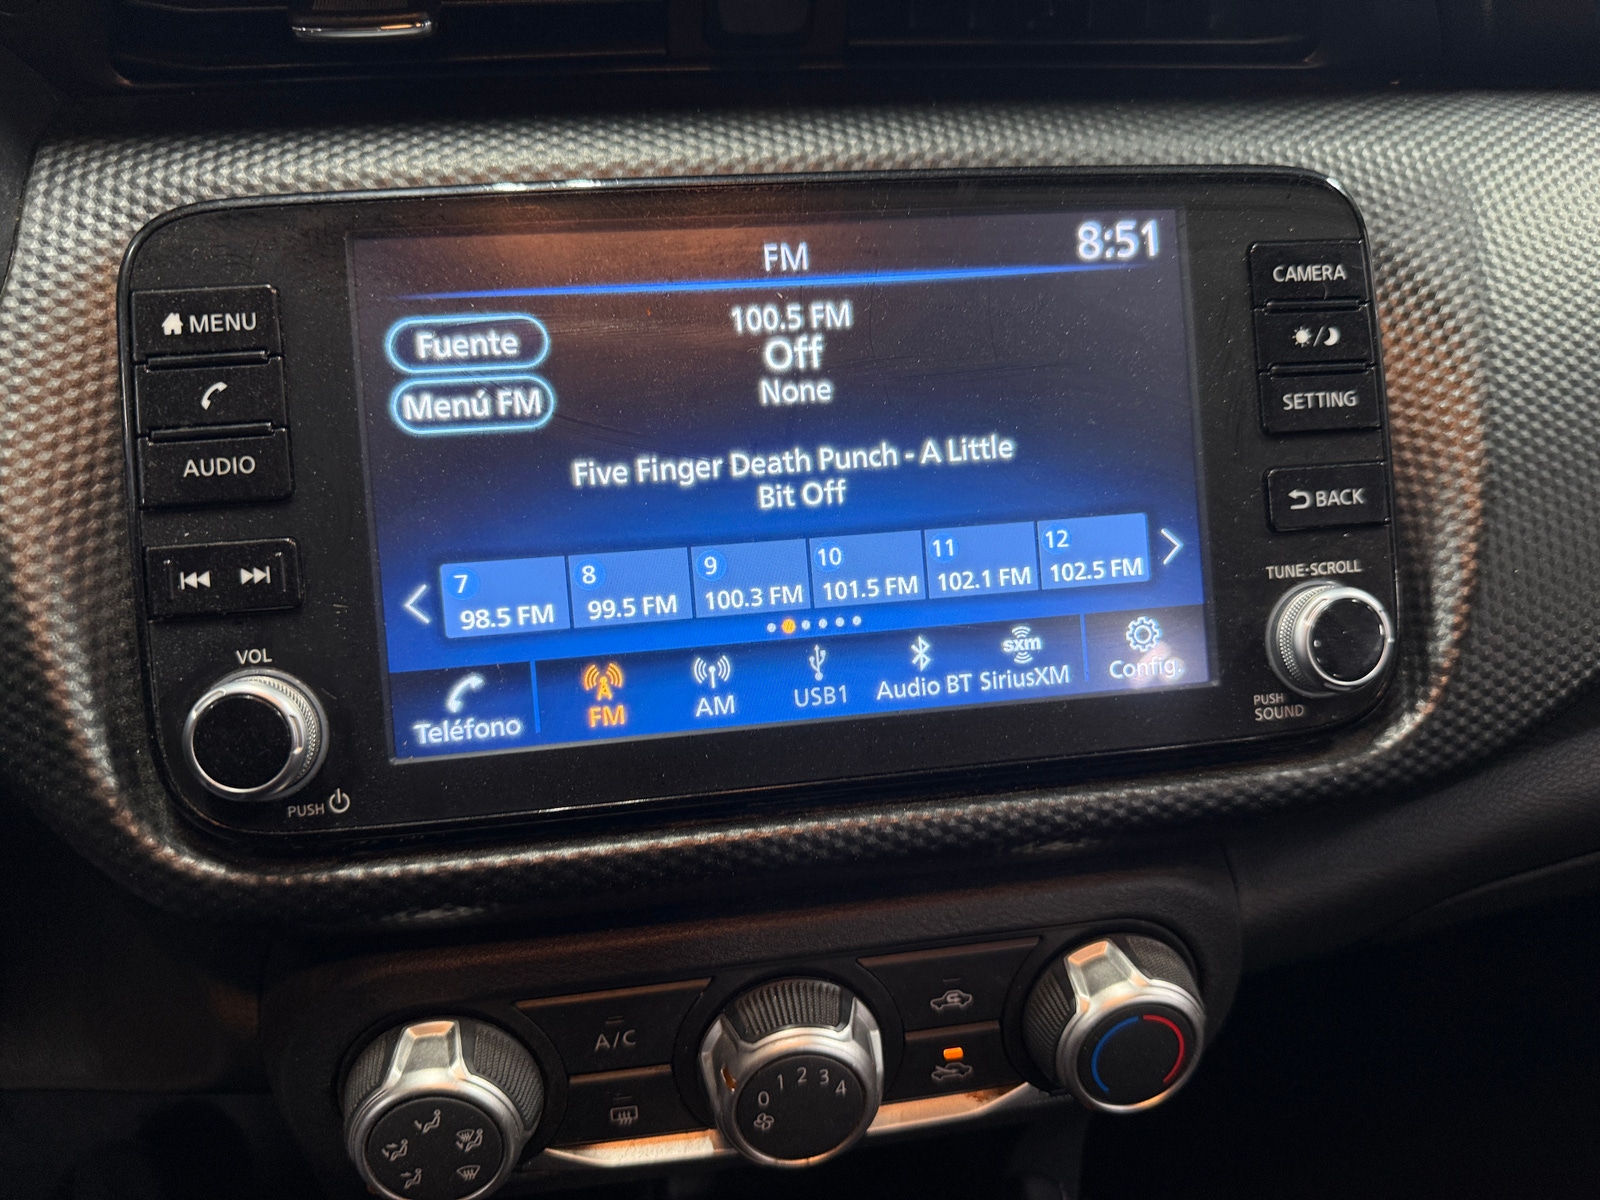 FM
8:51
MENU
AUDIO
VOL
PUSH
Fuente
Menú FM
100.5 FM
Off
None
Five Finger Death Punch - A Little
Bit Off
7
98.5 FM
8
99.5 FM
9
100.3 FM
10
101.5 FM
11
102.1 FM
12
102.5 FM
Teléfono
FM
AM
USB1
Audio BT
sxm
SiriusXM
Config.
CAMERA
SETTING
BACK
TUNE·SCROLL
PUSH
SOUND
A/C
0 1 2 3 4